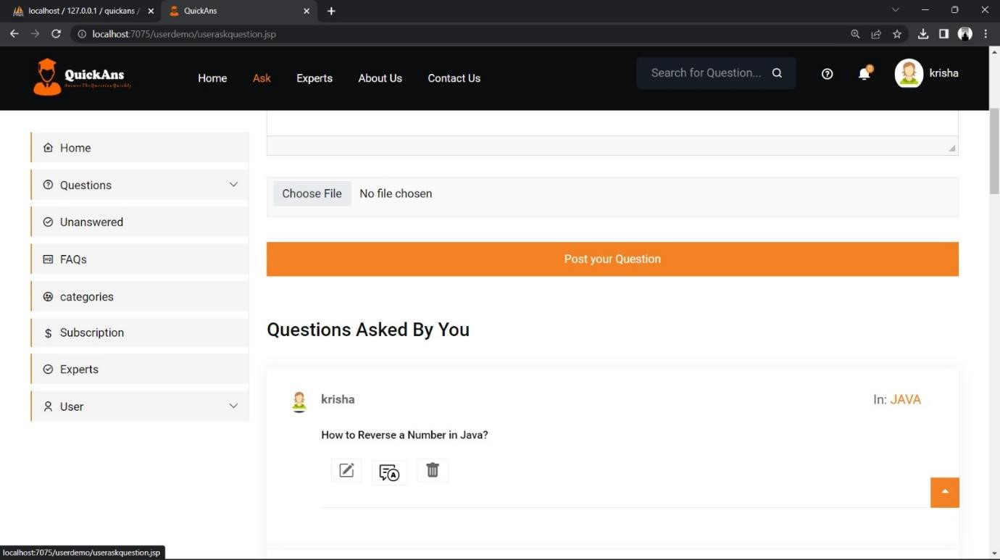 localhost / 127.0.0.1 / quickans /
QuickAns
localhost:7075/userdemo/useraskquestion.jsp
QuickAns
Answer The Question Quickly
Home
Ask
Experts
About Us
Contact Us
Search for Question...
0
krisha
Home
Questions
Unanswered
FAQs
categories
Subscription
Experts
User
Choose File No file chosen
Post your Question
Questions Asked By You
krisha
In: JAVA
How to Reverse a Number in Java?
A
localhost:7075/userdemo/useraskquestion.jsp